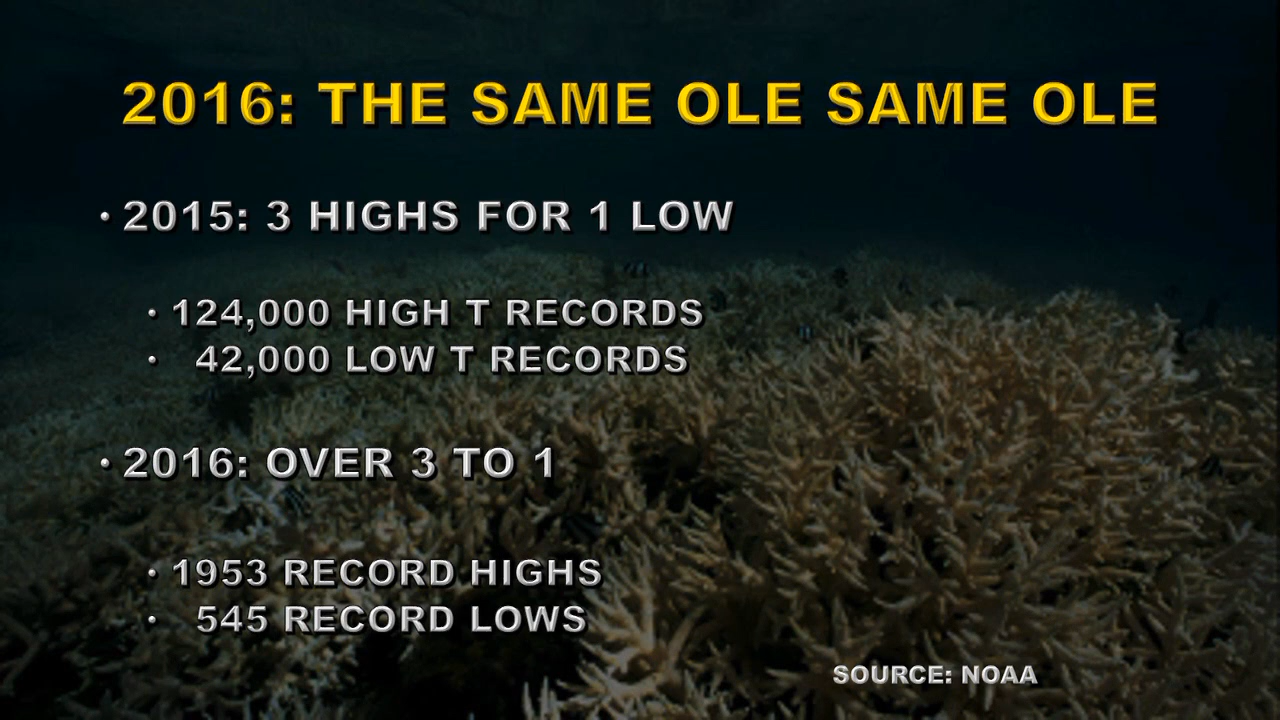 2016: THE SAME OLE SAME OLE
• 2015: 3 HIGHS FOR 1 LOW
• 124,000 HIGH T RECORDS
• 42,000 LOW T RECORDS
• 2016: OVER 3 TO 1
• 1953 RECORD HIGHS
• 545 RECORD LOWS
SOURCE: NOAA